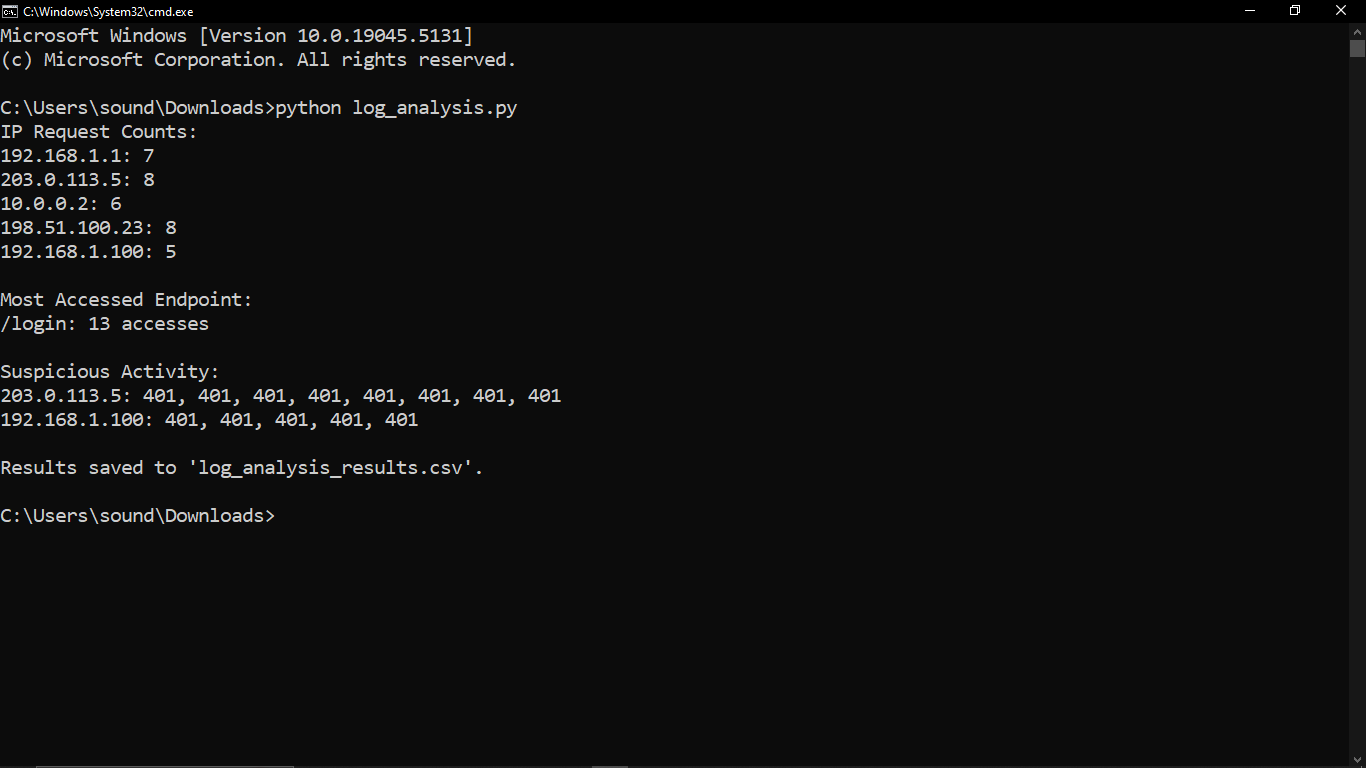 C:\Windows\System32\cmd.exe
Microsoft Windows [Version 10.0.19045.5131]
(c) Microsoft Corporation. All rights reserved.
C:\Users\sound\Downloads>python log_analysis.py
IP Request Counts:
192.168.1.1: 7
203.0.113.5: 8
10.0.0.2: 6
198.51.100.23: 8
192.168.1.100: 5
Most Accessed Endpoint:
/login: 13 accesses
Suspicious Activity:
203.0.113.5: 401, 401, 401, 401, 401, 401, 401, 401
192.168.1.100: 401, 401, 401, 401, 401
Results saved to 'log_analysis_results.csv'.
C:\Users\sound\Downloads>